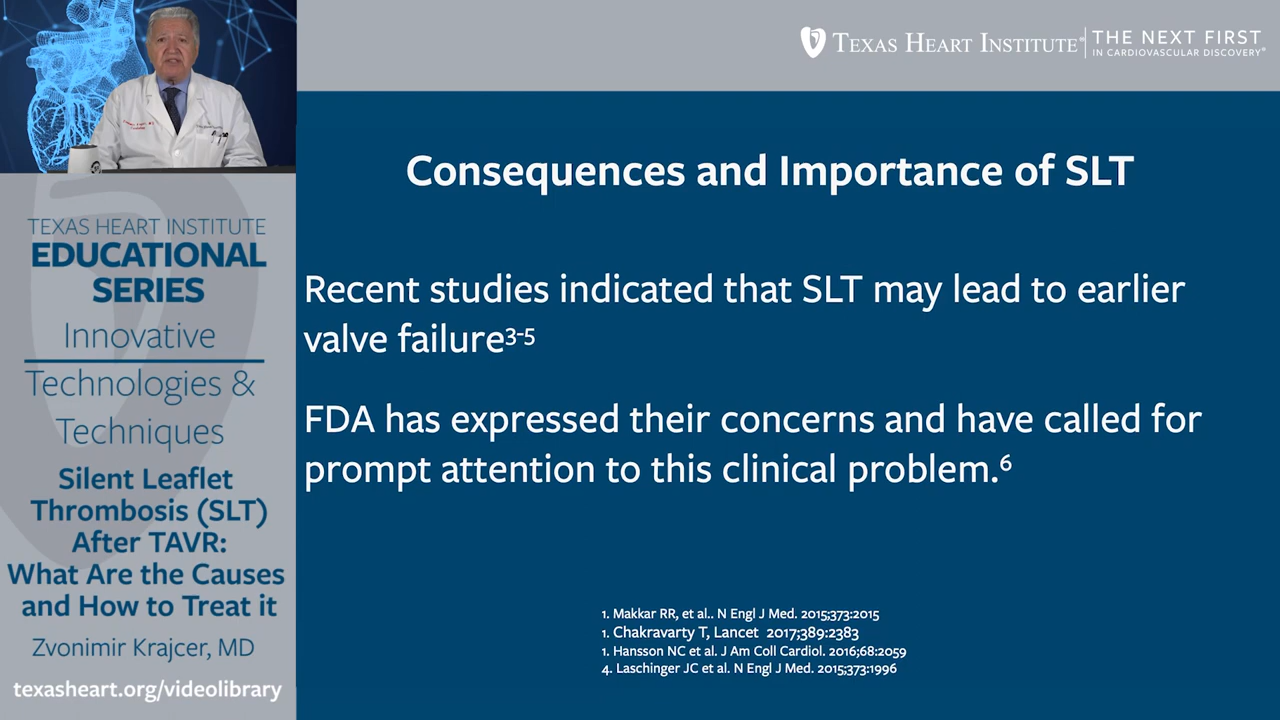 TEXAS HEART INSTITUTE® THE NEXT FIRST
IN CARDIOVASCULAR DISCOVERY®
TEXAS HEART INSTITUTE
EDUCATIONAL
SERIES
Innovative
Technologies &
Techniques
Silent Leaflet
Thrombosis (SLT)
After TAVR:
What Are the Causes
and How to Treat it
Zvonimir Krajcer, MD
texasheart.org/videolibrary
Consequences and Importance of SLT
Recent studies indicated that SLT may lead to earlier
valve failure³⁻⁵
FDA has expressed their concerns and have called for
prompt attention to this clinical problem.⁶
1. Makkar RR, et al.. N Engl J Med. 2015;373:2015
1. Chakravarty T, Lancet 2017;389:2383
1. Hansson NC et al. J Am Coll Cardiol. 2016;68:2059
4. Laschinger JC et al. N Engl J Med. 2015;373:1996